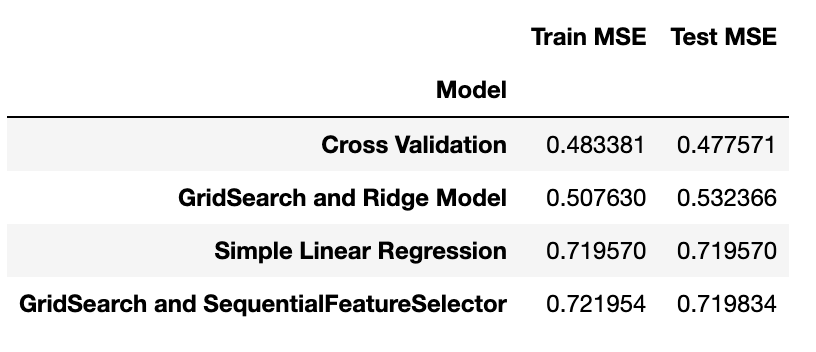 Train MSE Test MSE
Model
Cross Validation 0.483381 0.477571
GridSearch and Ridge Model 0.507630 0.532366
Simple Linear Regression 0.719570 0.719570
GridSearch and SequentialFeatureSelector 0.721954 0.719834